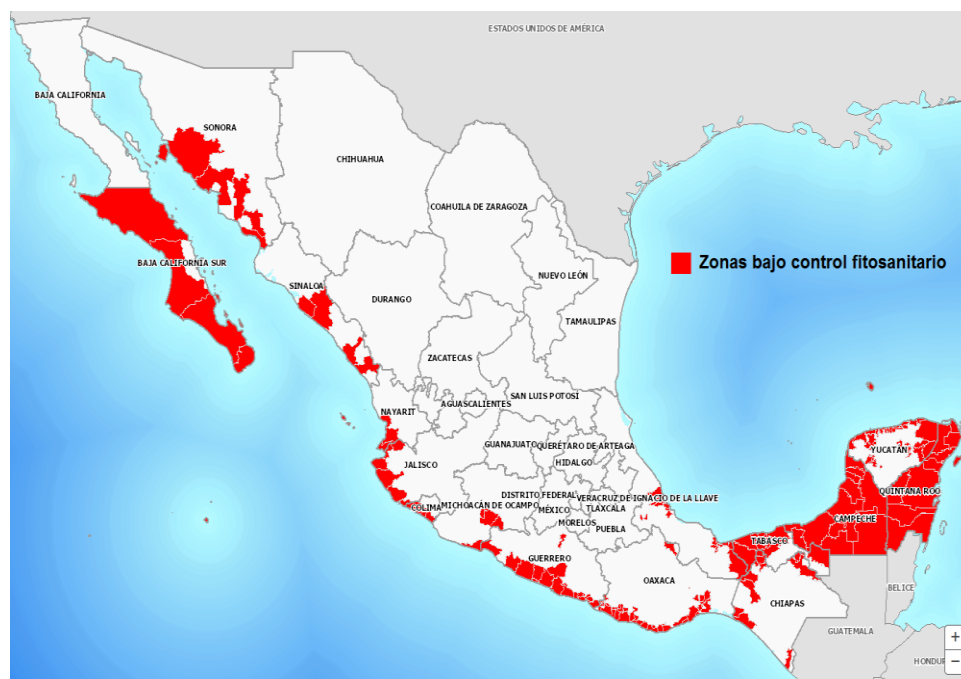 ESTADOS UNIDOS DE AMÉRICA
BAJA CALIFORNIA
SONORA
CHIHUAHUA
COAHUILA DE ZARAGOZA
BAJA CALIFORNIA SUR
Zonas bajo control fitosanitario
NUEVO LEÓN
SINALOA
DURANGO
TAMAULIPAS
ZACATECAS
SAN LUIS POTOSÍ
AGUASCALIENTES
NAYARIT
GUANAJUATO
QUERÉTARO DE ARTEAGA
YUCATÁN
JALISCO
HIDALGO
QUINTANA ROO
DISTRITO FEDERAL
VERACRUZ DE IGNACIO DE LA LLAVE
COLIMA
MICHOACÁN DE OCAMPO
MÉXICO
TLAXCALA
CAMPECHE
MORELOS
PUEBLA
TABASCO
GUERRERO
OAXACA
BELICE
CHIAPAS
GUATEMALA
HONDUR
+
−